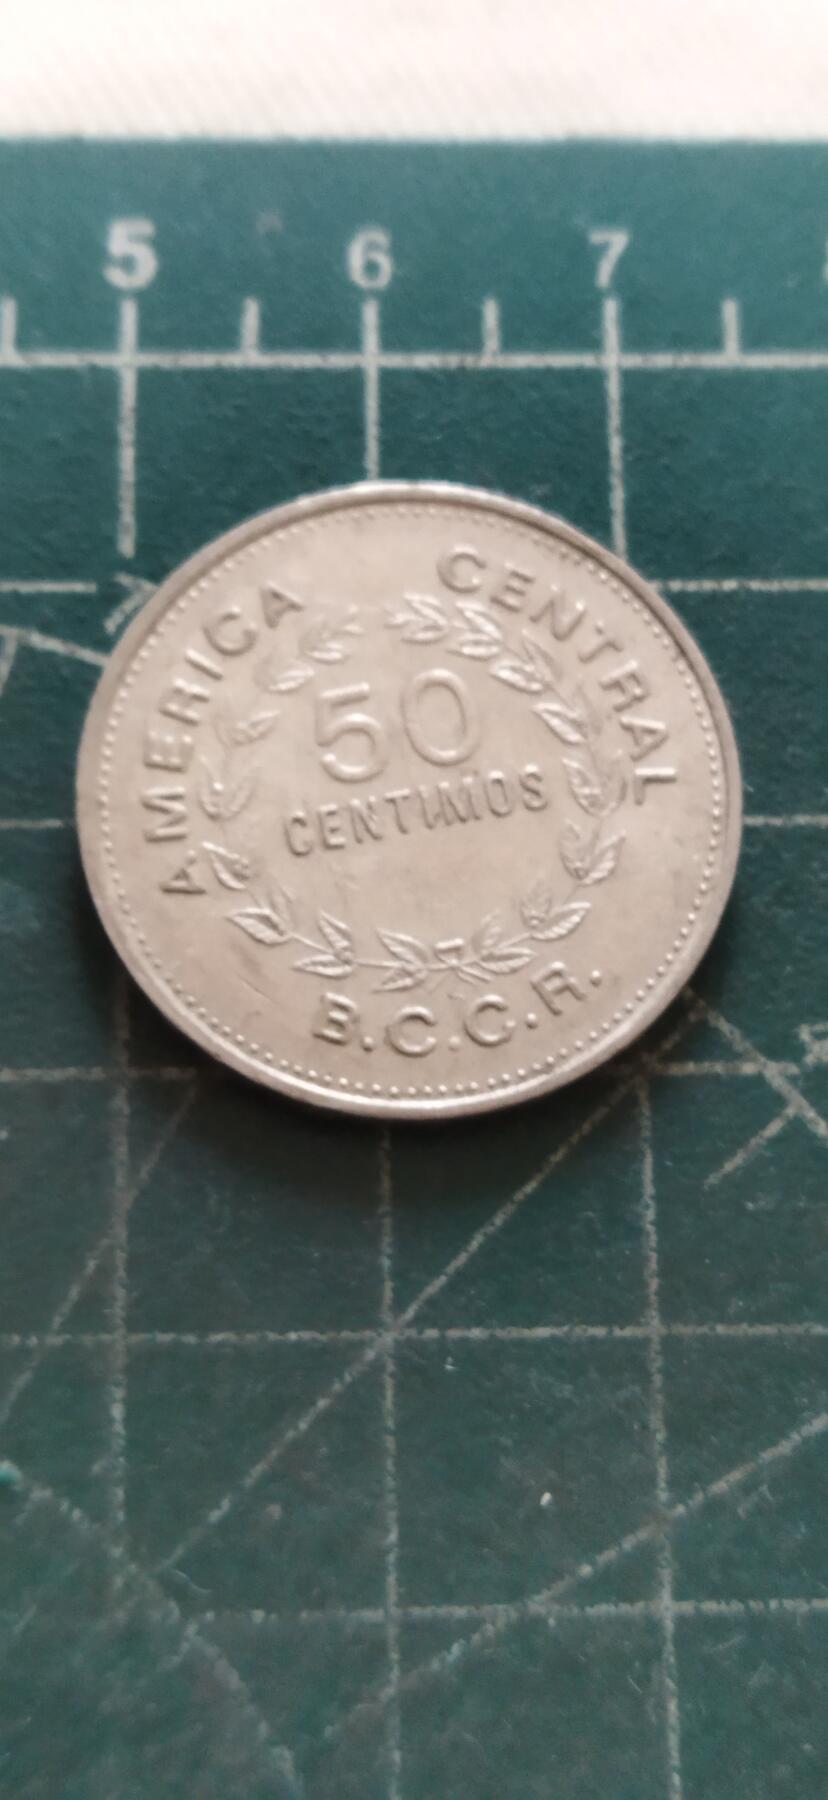 5 6 7
AMERICA CENTRAL
50
CENTIMOS
B.C.C.R.